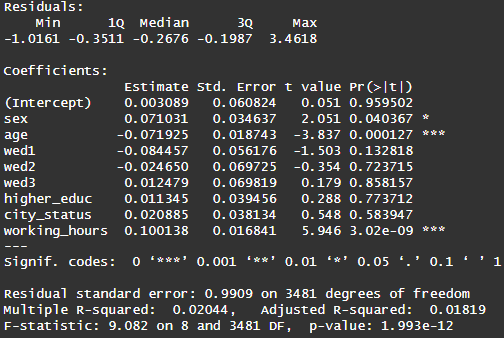 Residuals:
    Min      1Q  Median      3Q     Max
-1.0161 -0.3511 -0.2676 -0.1987  3.4618
Coefficients:
               Estimate Std. Error t value Pr(>|t|)
(Intercept)    0.003089   0.060824   0.051 0.959502
sex            0.071031   0.034637   2.051 0.040367 *
age           -0.071925   0.018743  -3.837 0.000127 ***
wed1          -0.084457   0.056176  -1.503 0.132818
wed2          -0.024650   0.069725  -0.354 0.723715
wed3           0.012479   0.069819   0.179 0.858157
higher_educ    0.011345   0.039456   0.288 0.773712
city_status    0.020885   0.038134   0.548 0.583947
working_hours  0.100138   0.016841   5.946 3.02e-09 ***
---
Signif. codes:  0 ‘***’ 0.001 ‘**’ 0.01 ‘*’ 0.05 ‘.’ 0.1 ‘ ’ 1
Residual standard error: 0.9909 on 3481 degrees of freedom
Multiple R-squared:  0.02044,  Adjusted R-squared:  0.01819
F-statistic: 9.082 on 8 and 3481 DF,  p-value: 1.993e-12